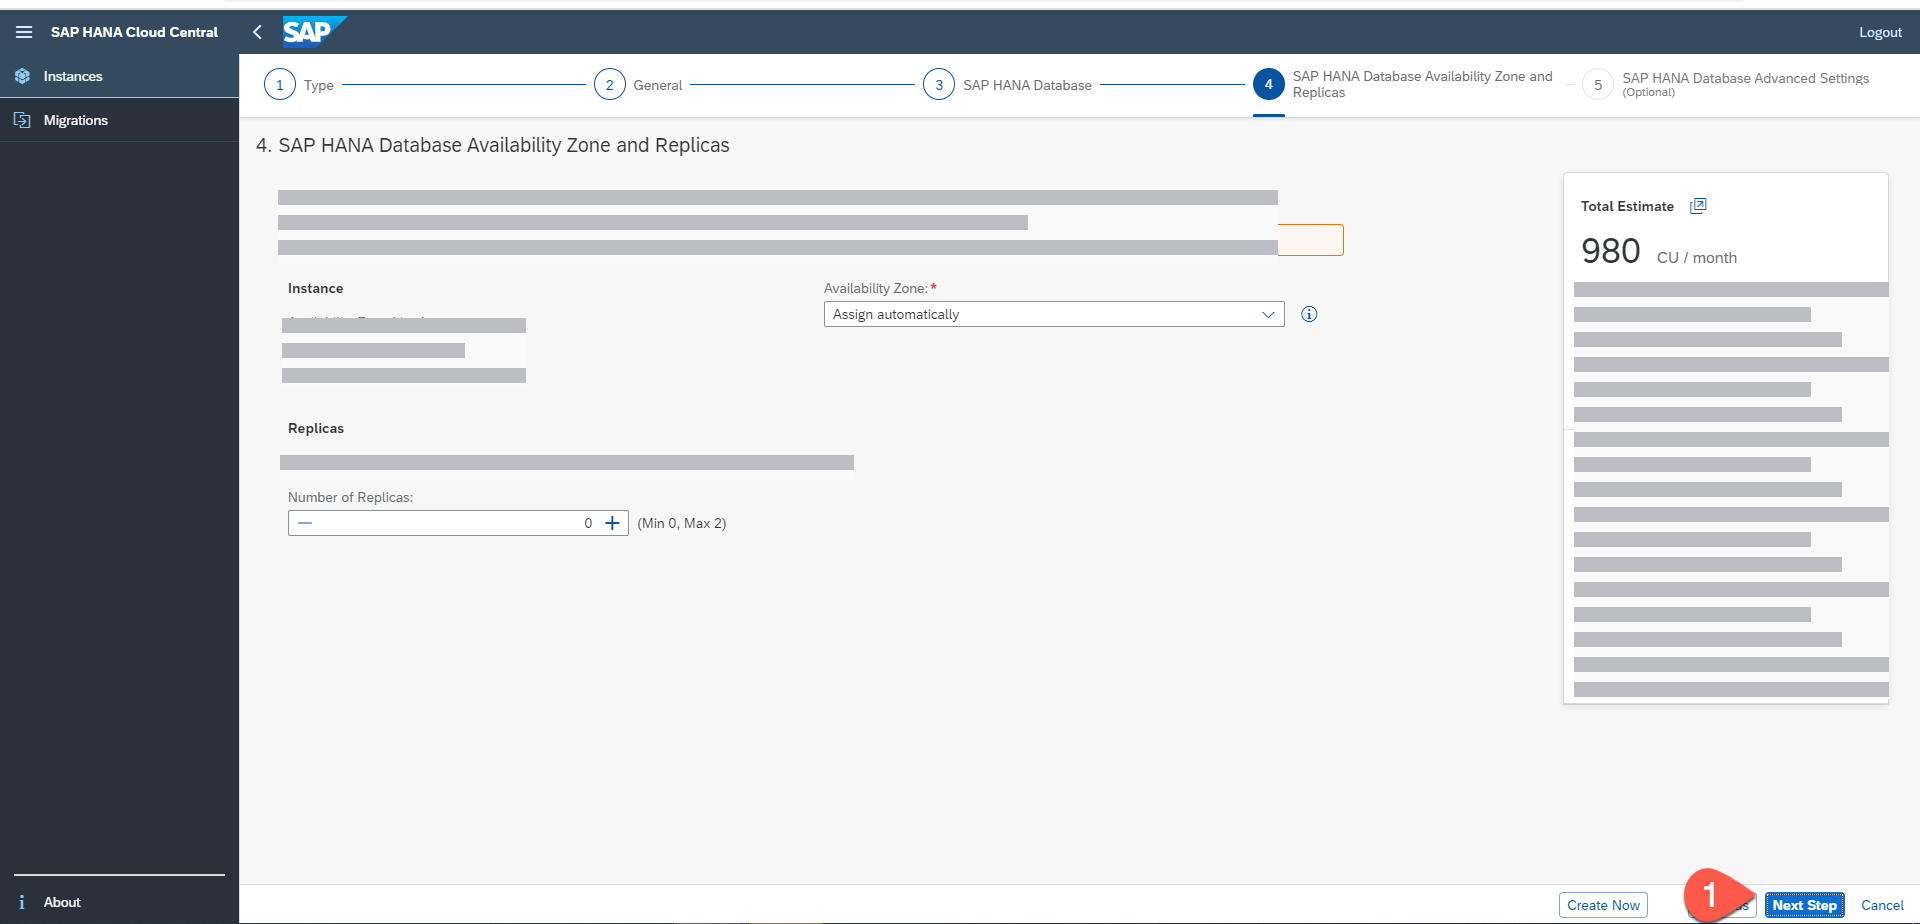 SAP HANA Cloud Central
SAP
Logout
Instances
Migrations
1 Type
2 General
3 SAP HANA Database
4 SAP HANA Database Availability Zone and
Replicas
5 SAP HANA Database Advanced Settings
(Optional)
4. SAP HANA Database Availability Zone and Replicas
Instance
Availability Zone:*
Assign automatically
Replicas
Number of Replicas:
0 (Min 0, Max 2)
Total Estimate
980 CU / month
About
Create Now
1
Next Step
Cancel